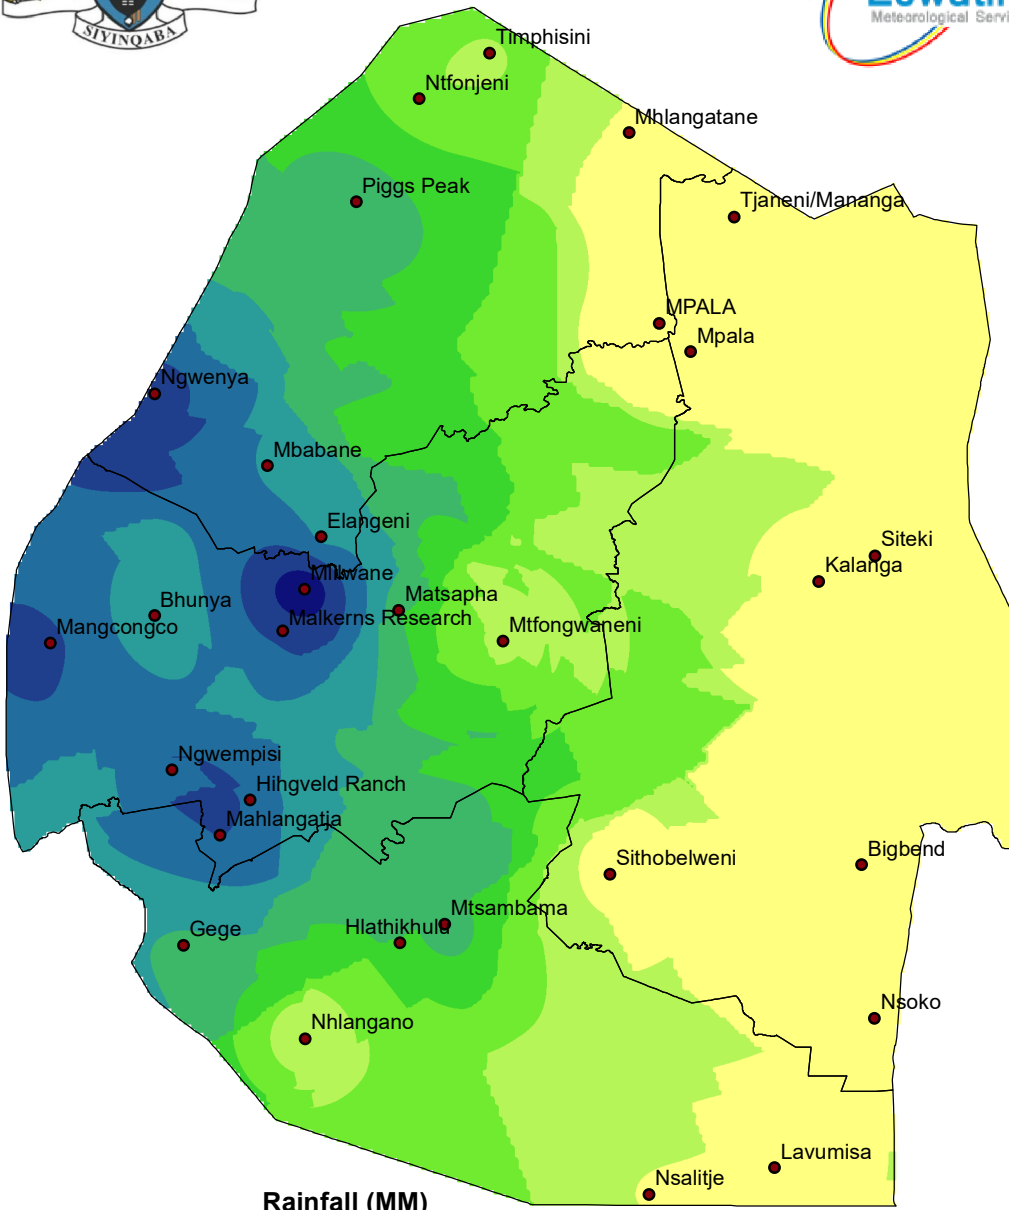 SIYINQABA
Meteorological Servi
Timphisini
Ntfonjeni
Mhlangatane
Piggs Peak
Tjaneni/Mananga
MPALA
Mpala
Ngwenya
Mbabane
Elangeni
Siteki
Kalanga
Mlilwane
Bhunya
Matsapha
Malkerns Research
Mangcongco
Mtfongwaneni
Ngwempisi
Hihgveld Ranch
Mahlangatja
Sithobelweni
Bigbend
Mtsambama
Hlathikhulu
Gege
Nsoko
Nhlangano
Lavumisa
Nsalitje
Rainfall (MM)